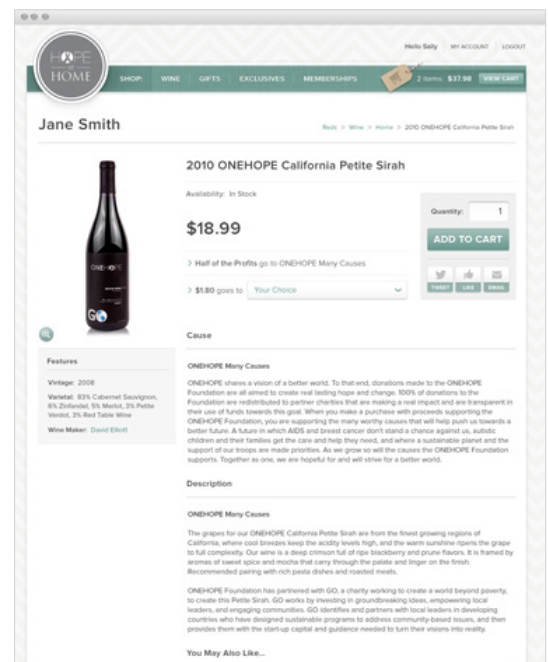 HOPE
at
HOME
Hello Sally MY ACCOUNT LOGOUT
SHOP: WINE GIFTS EXCLUSIVES MEMBERSHIPS
2 items $37.98 VIEW CART
Jane Smith
Reds > Wine > Home > 2010 ONEHOPE California Petite Sirah
2010 ONEHOPE California Petite Sirah
Availability: In Stock
Quantity: 1
$18.99
ADD TO CART
> Half of the Profits go to ONEHOPE Many Causes
> $1.80 goes to Your Choice
TWEET LIKE EMAIL
ONEHOPE
GO
Features
Vintage: 2008
Varietal: 83% Cabernet Sauvignon,
6% Zinfandel, 5% Merlot, 3% Petite
Verdot, 3% Red Table Wine
Wine Maker: David Elliott
Cause
ONEHOPE Many Causes
ONEHOPE shares a vision of a better world. To that end, donations made to the ONEHOPE
Foundation are all aimed to create real lasting hope and change. 100% of donations to the
Foundation are redistributed to partner charities that are making a real impact and are transparent in
their use of funds towards this goal. When you make a purchase with proceeds supporting the
ONEHOPE Foundation, you are supporting the many worthy causes that will help push us towards a
better future. A future in which AIDS and breast cancer don't stand a chance against us, autistic
children and their families get the care and help they need, and where a sustainable planet and the
support of our troops are made priorities. As we grow so will the causes the ONEHOPE Foundation
supports. Together as one, we are hopeful for and will strive for a better world.
Description
ONEHOPE Many Causes
The grapes for our ONEHOPE California Petite Sirah are from the finest growing regions of
California, where cool breezes keep the acidity levels high, and the warm sunshine ripens the grape
to full complexity. Our wine is a deep crimson full of ripe blackberry and prune flavors. It is framed by
aromas of sweet spice and mocha that carry through the palate and linger on the finish.
Recommended pairing with rich pasta dishes and roasted meats.
ONEHOPE Foundation has partnered with GO, a charity working to create a world beyond poverty,
to create this Petite Sirah. GO works by investing in groundbreaking ideas, empowering local
leaders, and engaging communities. GO identifies and partners with local leaders in developing
countries who have designed sustainable programs to address community-based issues, and then
provides them with the start-up capital and guidance needed to turn their visions into reality.
You May Also Like...